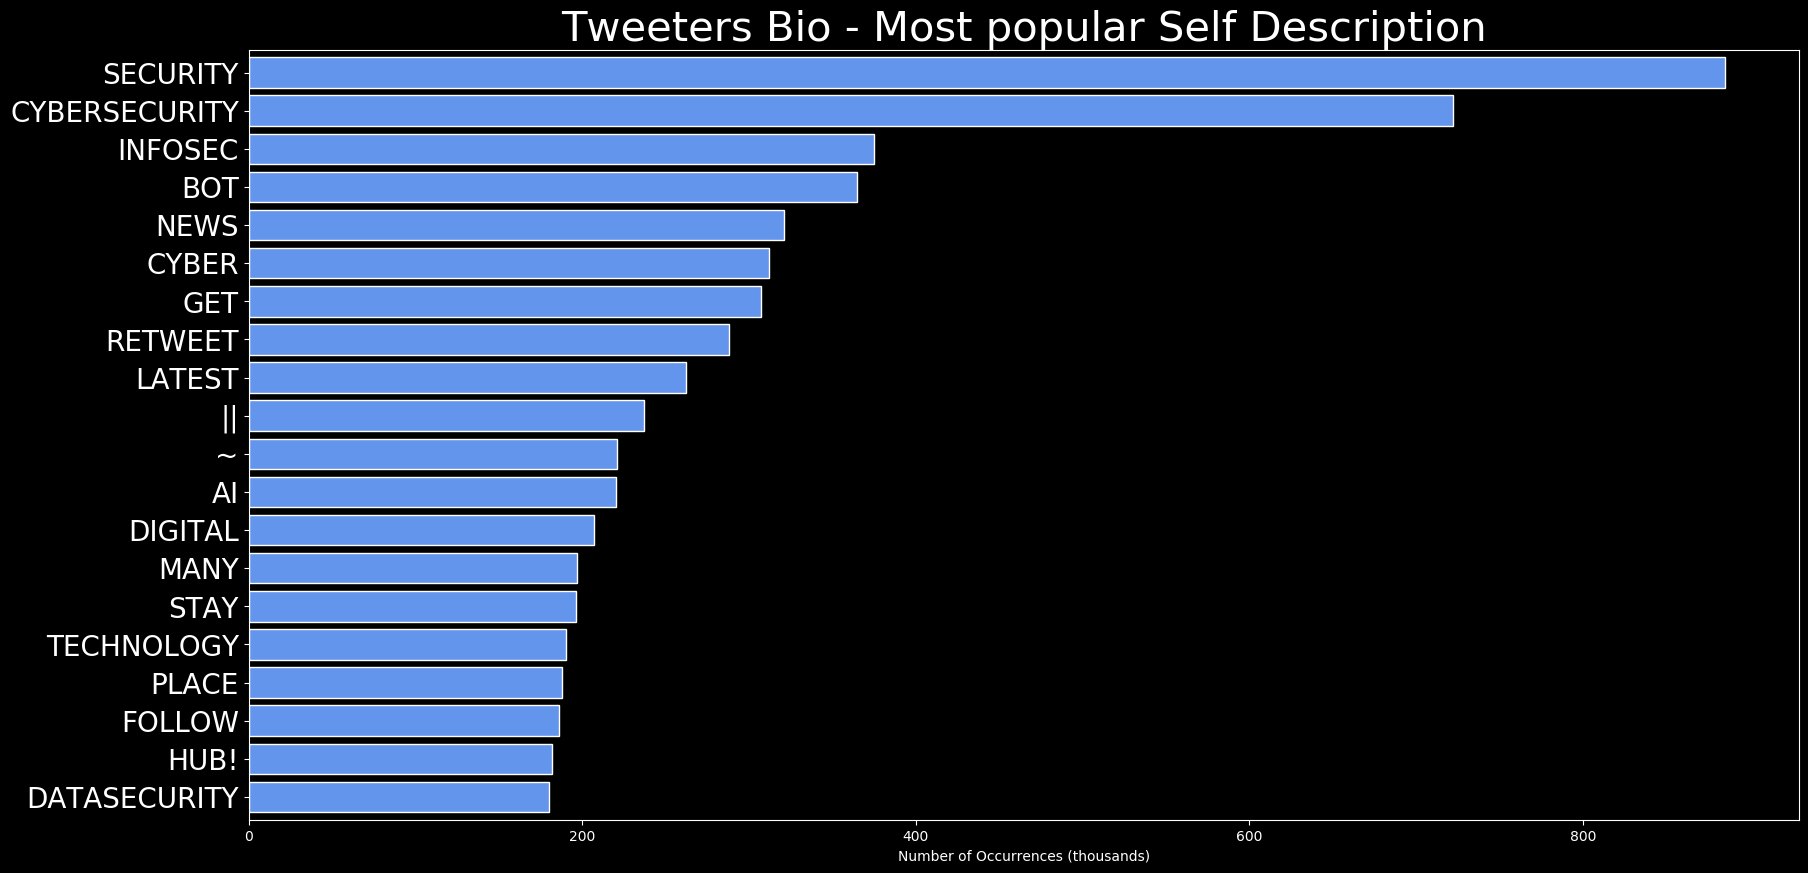 Tweeters Bio - Most popular Self Description
SECURITY
CYBERSECURITY
INFOSEC
BOT
NEWS
CYBER
GET
RETWEET
LATEST
||
~
AI
DIGITAL
MANY
STAY
TECHNOLOGY
PLACE
FOLLOW
HUB!
DATASECURITY
0 200 400 600 800
Number of Occurrences (thousands)